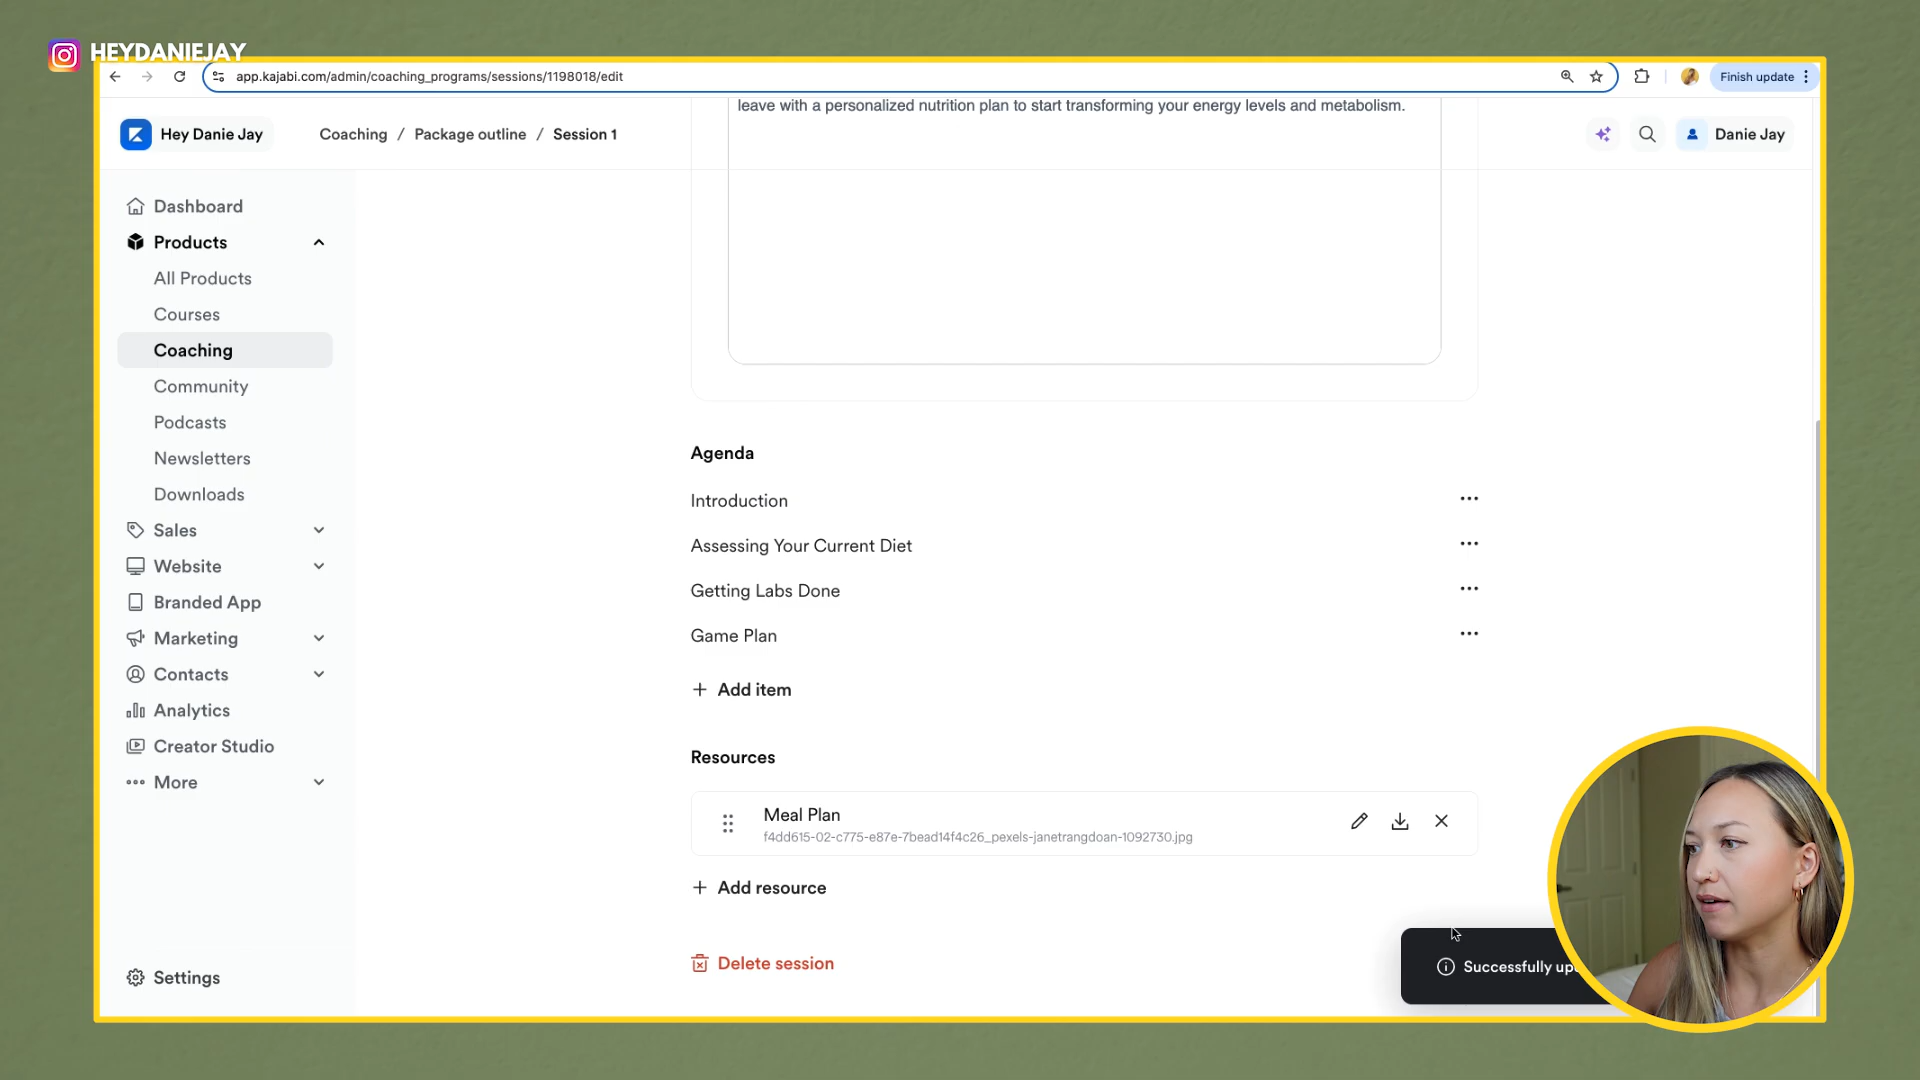 HEYDANIEJAY
app.kajabi.com/admin/coaching_programs/sessions/1198018/edit
Finish update
leave with a personalized nutrition plan to start transforming your energy levels and metabolism.
Hey Danie Jay
Coaching / Package outline / Session 1
Danie Jay
Dashboard
Products
All Products
Courses
Coaching
Community
Podcasts
Newsletters
Downloads
Sales
Website
Branded App
Marketing
Contacts
Analytics
Creator Studio
More
Settings
Agenda
Introduction
Assessing Your Current Diet
Getting Labs Done
Game Plan
+ Add item
Resources
Meal Plan
f4dd615-02-c775-e87e-7bead14f4c26_pexels-janetrangdoan-1092730.jpg
+ Add resource
Delete session
Successfully